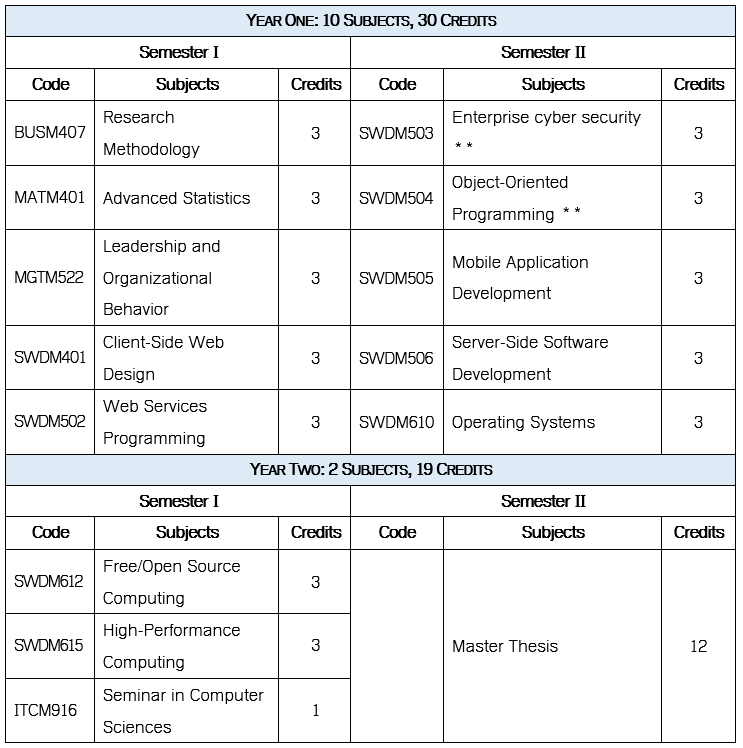 YEAR ONE: 10 SUBJECTS, 30 CREDITS
Semester I Semester II
Code Subjects Credits Code Subjects Credits
BUSM407 Research Methodology 3 SWDM503 Enterprise cyber security ** 3
MATM401 Advanced Statistics 3 SWDM504 Object-Oriented Programming ** 3
MGTM522 Leadership and Organizational Behavior 3 SWDM505 Mobile Application Development 3
SWDM401 Client-Side Web Design 3 SWDM506 Server-Side Software Development 3
SWDM502 Web Services Programming 3 SWDM610 Operating Systems 3
YEAR TWO: 2 SUBJECTS, 19 CREDITS
Semester I Semester II
Code Subjects Credits Code Subjects Credits
SWDM612 Free/Open Source Computing 3
SWDM615 High-Performance Computing 3 Master Thesis 12
ITCM916 Seminar in Computer Sciences 1